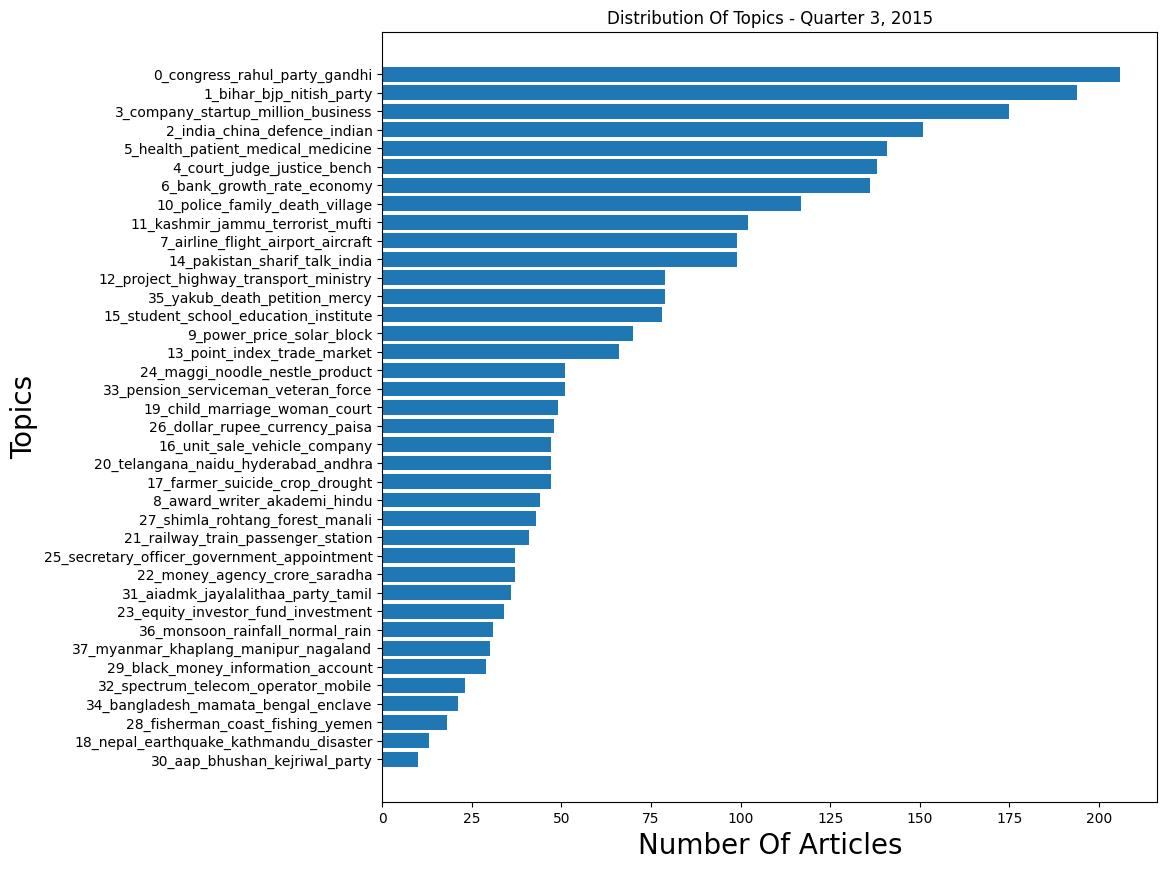 Distribution Of Topics - Quarter 3, 2015
0_congress_rahul_party_gandhi
1_bihar_bjp_nitish_party
3_company_startup_million_business
2_india_china_defence_indian
5_health_patient_medical_medicine
4_court_judge_justice_bench
6_bank_growth_rate_economy
10_police_family_death_village
11_kashmir_jammu_terrorist_mufti
7_airline_flight_airport_aircraft
14_pakistan_sharif_talk_india
12_project_highway_transport_ministry
35_yakub_death_petition_mercy
15_student_school_education_institute
9_power_price_solar_block
13_point_index_trade_market
24_maggi_noodle_nestle_product
33_pension_serviceman_veteran_force
19_child_marriage_woman_court
26_dollar_rupee_currency_paisa
16_unit_sale_vehicle_company
20_telangana_naidu_hyderabad_andhra
17_farmer_suicide_crop_drought
8_award_writer_akademi_hindu
27_shimla_rohtang_forest_manali
21_railway_train_passenger_station
25_secretary_officer_government_appointment
22_money_agency_crore_saradha
31_aiadmk_jayalalithaa_party_tamil
23_equity_investor_fund_investment
36_monsoon_rainfall_normal_rain
37_myanmar_khaplang_manipur_nagaland
29_black_money_information_account
32_spectrum_telecom_operator_mobile
34_bangladesh_mamata_bengal_enclave
28_fisherman_coast_fishing_yemen
18_nepal_earthquake_kathmandu_disaster
30_aap_bhushan_kejriwal_party
Topics
0 25 50 75 100 125 150 175 200
Number Of Articles